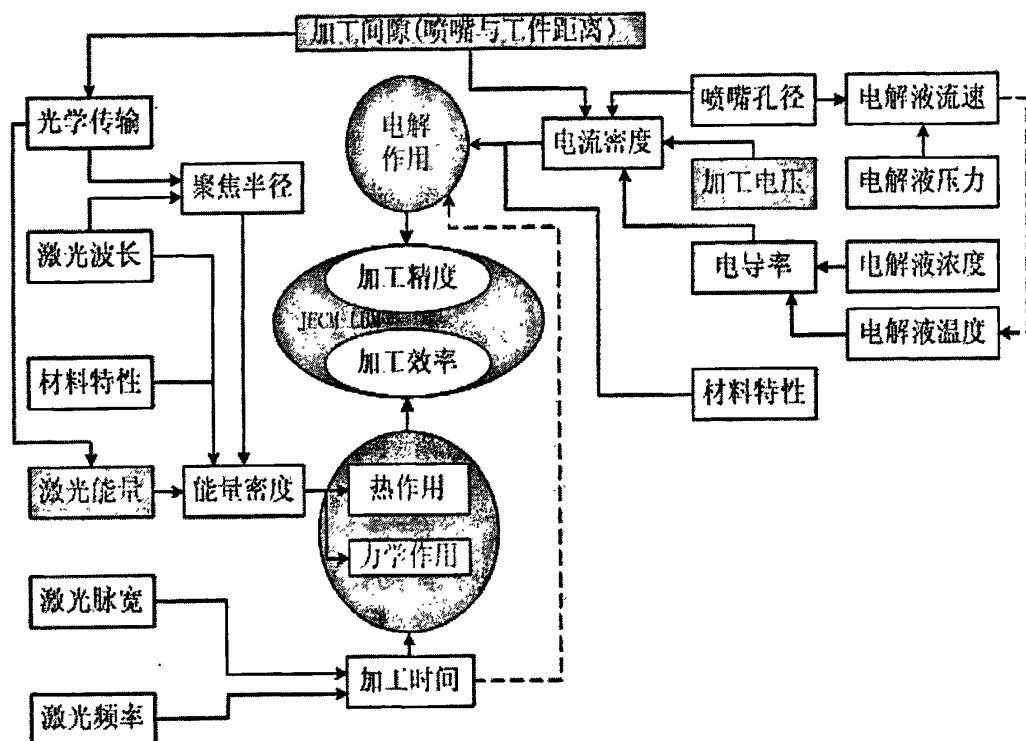 加工间隙(喷嘴与工件距离)
光学传输
电解
作用
电流密度
喷嘴孔径
电解液流速
聚焦半径
加工电压
电解液压力
激光波长
加工精度
电导率
电解液浓度
JECM-LBM
加工效率
电解液温度
材料特性
材料特性
激光能量
能量密度
热作用
力学作用
激光脉宽
加工时间
激光频率